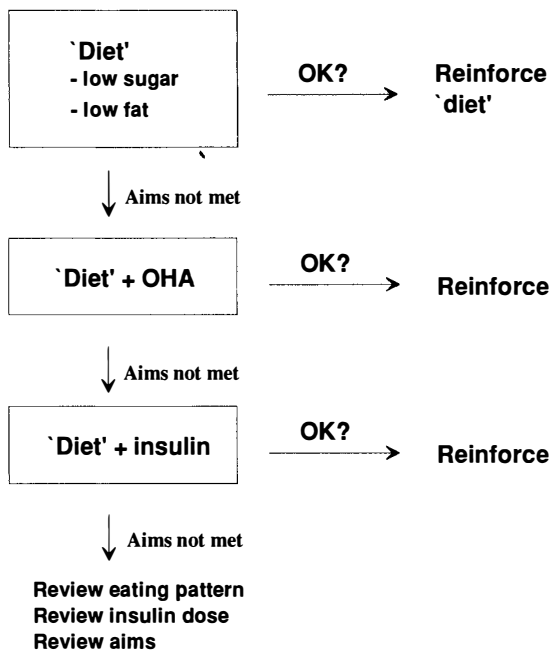 `Diet'
- low sugar
- low fat
OK?
Reinforce
`diet'
Aims not met
`Diet' + OHA
OK?
Reinforce
Aims not met
`Diet' + insulin
OK?
Reinforce
Aims not met
Review eating pattern
Review insulin dose
Review aims